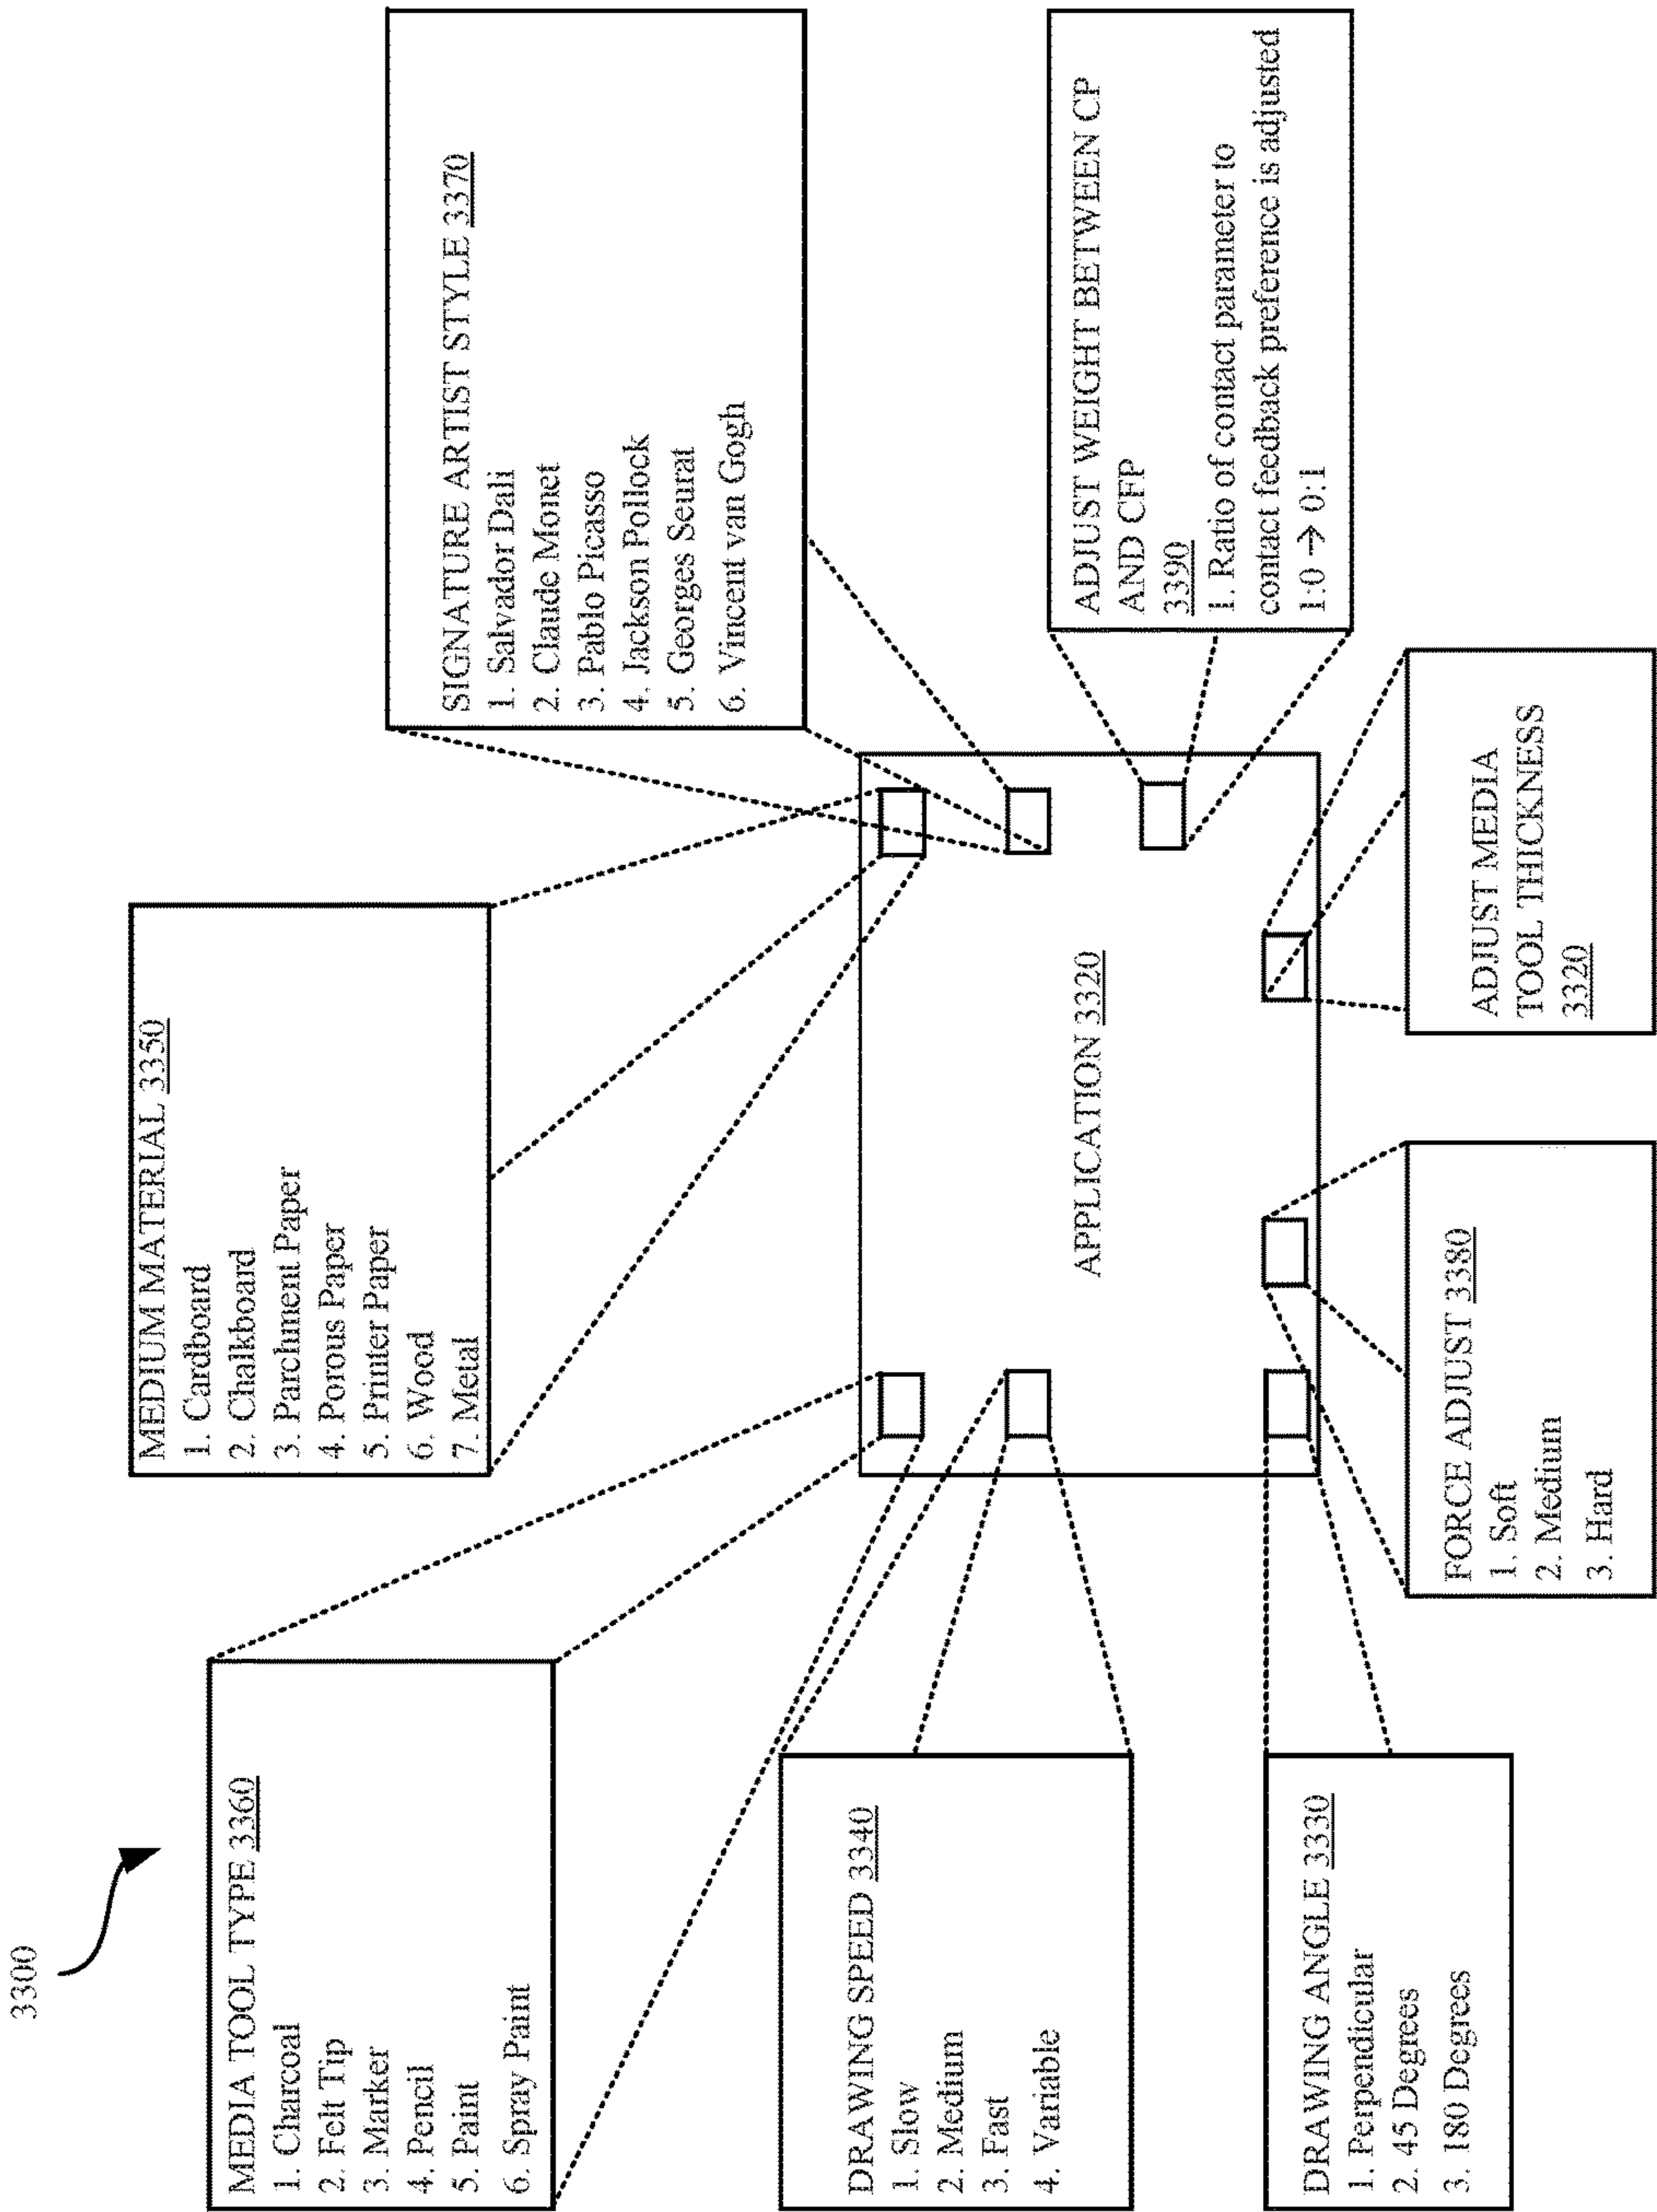 3300
MEDIA TOOL TYPE 3360
1. Charcoal
2. Felt Tip
3. Marker
4. Pencil
5. Paint
6. Spray Paint
MEDIUM MATERIAL 3350
1. Cardboard
2. Chalkboard
3. Parchment Paper
4. Porous Paper
5. Printer Paper
6. Wood
7. Metal
SIGNATURE ARTIST STYLE 3370
1. Salvador Dali
2. Claude Monet
3. Pablo Picasso
4. Jackson Pollock
5. Georges Seurat
6. Vincent van Gogh
DRAWING SPEED 3340
1. Slow
2. Medium
3. Fast
4. Variable
APPLICATION 3320
ADJUST WEIGHT BETWEEN CP
AND CFP
3390
1. Ratio of contact parameter to
contact feedback preference is adjusted
1:0 → 0:1
DRAWING ANGLE 3330
1. Perpendicular
2. 45 Degrees
3. 180 Degrees
FORCE ADJUST 3380
1. Soft
2. Medium
3. Hard
ADJUST MEDIA
TOOL THICKNESS
3320